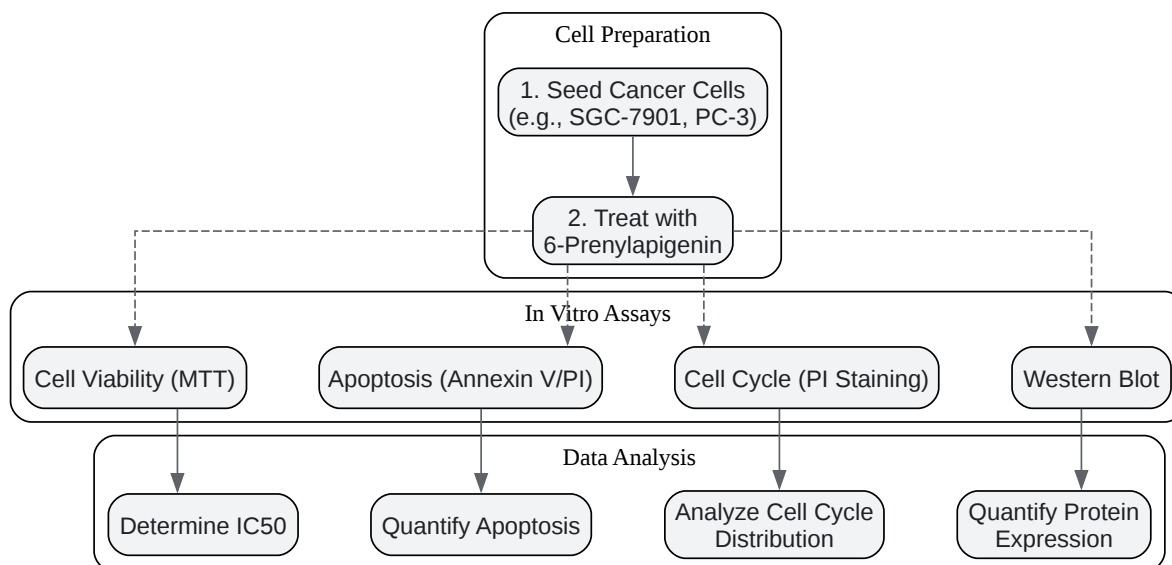 Cell Preparation
1. Seed Cancer Cells
(e.g., SGC-7901, PC-3)
2. Treat with
6-Prenylapigenin
In Vitro Assays
Cell Viability (MTT)
Apoptosis (Annexin V/PI)
Cell Cycle (PI Staining)
Western Blot
Data Analysis
Determine IC50
Quantify Apoptosis
Analyze Cell Cycle
Distribution
Quantify Protein
Expression